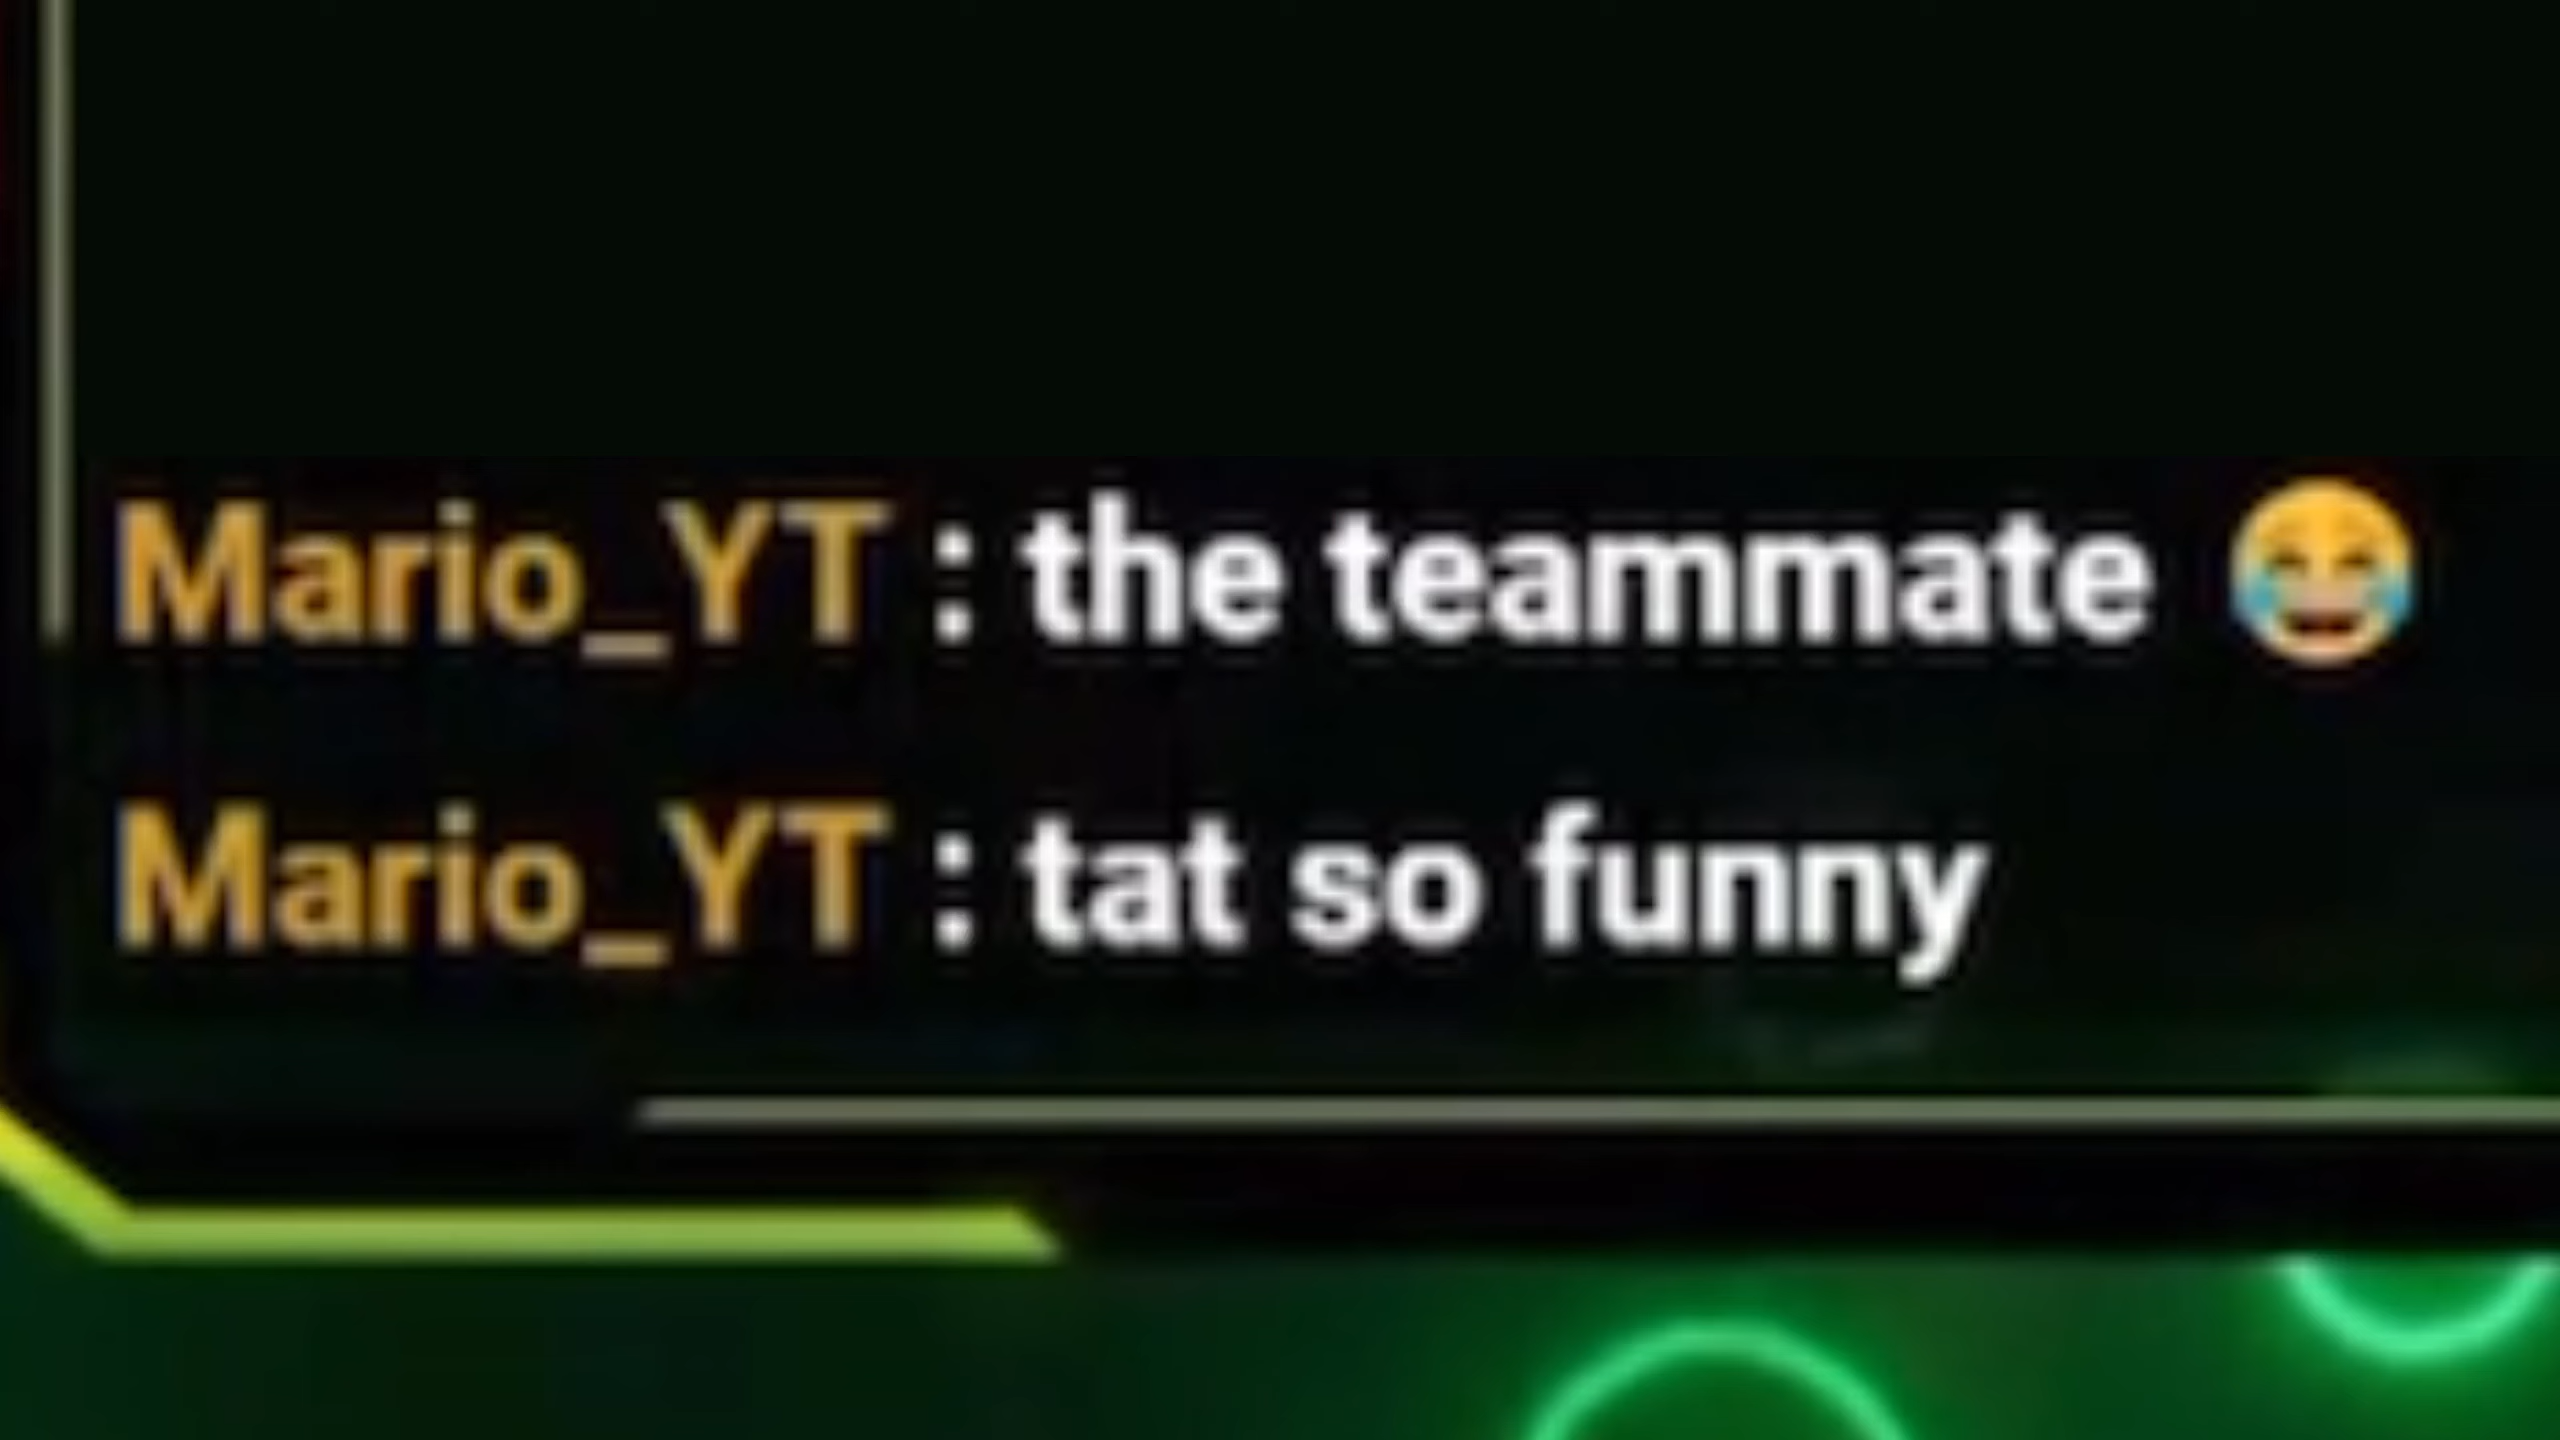 Mario_YT : the teammate 😂
Mario_YT : tat so funny